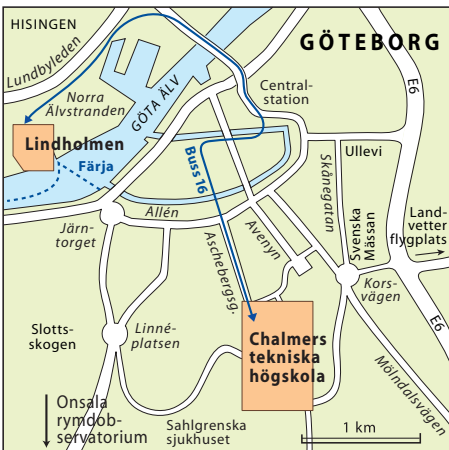 HISINGEN
GÖTEBORG
Lundbyleden
E6
Norra
Älvstranden
GÖTA ÄLV
Central-
station
Lindholmen
Färja
Buss 16
Ullevi
Skånegatan
Allén
Järn-
torget
Aschebergsg.
Avenyn
Svenska
Mässan
Land-
vetter
flygplats
Kors-
vägen
E6
Slotts-
skogen
Linné-
platsen
Chalmers
tekniska
högskola
Mölndalsvägen
Onsala
rymdob-
servatorium
Sahlgrenska
sjukhuset
1 km